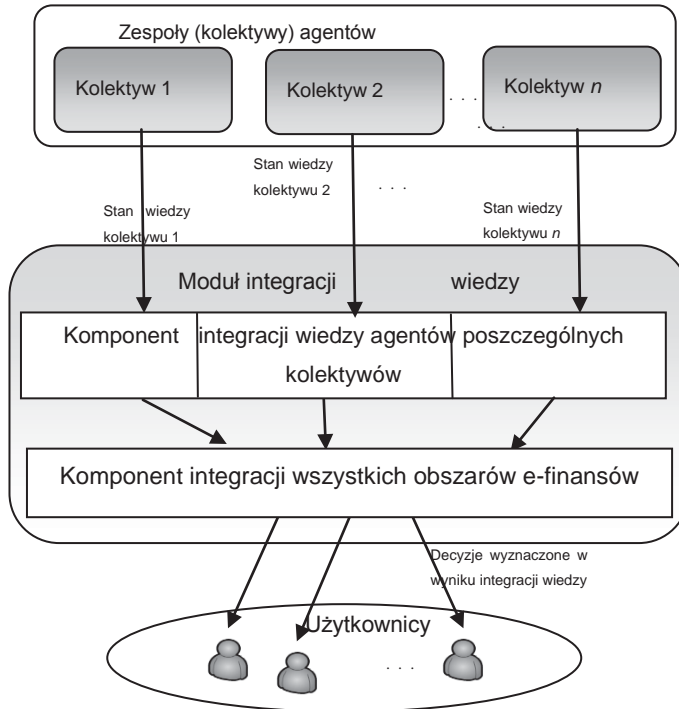 Zespoły (kolektywy) agentów
Kolektyw 1
Kolektyw 2
. . .
Kolektyw n
. . .
Stan wiedzy
kolektywu 1
Stan wiedzy
kolektywu 2
. . .
Stan wiedzy
kolektywu n
Moduł integracji wiedzy
Komponent integracji wiedzy agentów poszczególnych
kolektywów
Komponent integracji wszystkich obszarów e-finansów
Decyzje wyznaczone w
wyniku integracji wiedzy
Użytkownicy
. . .